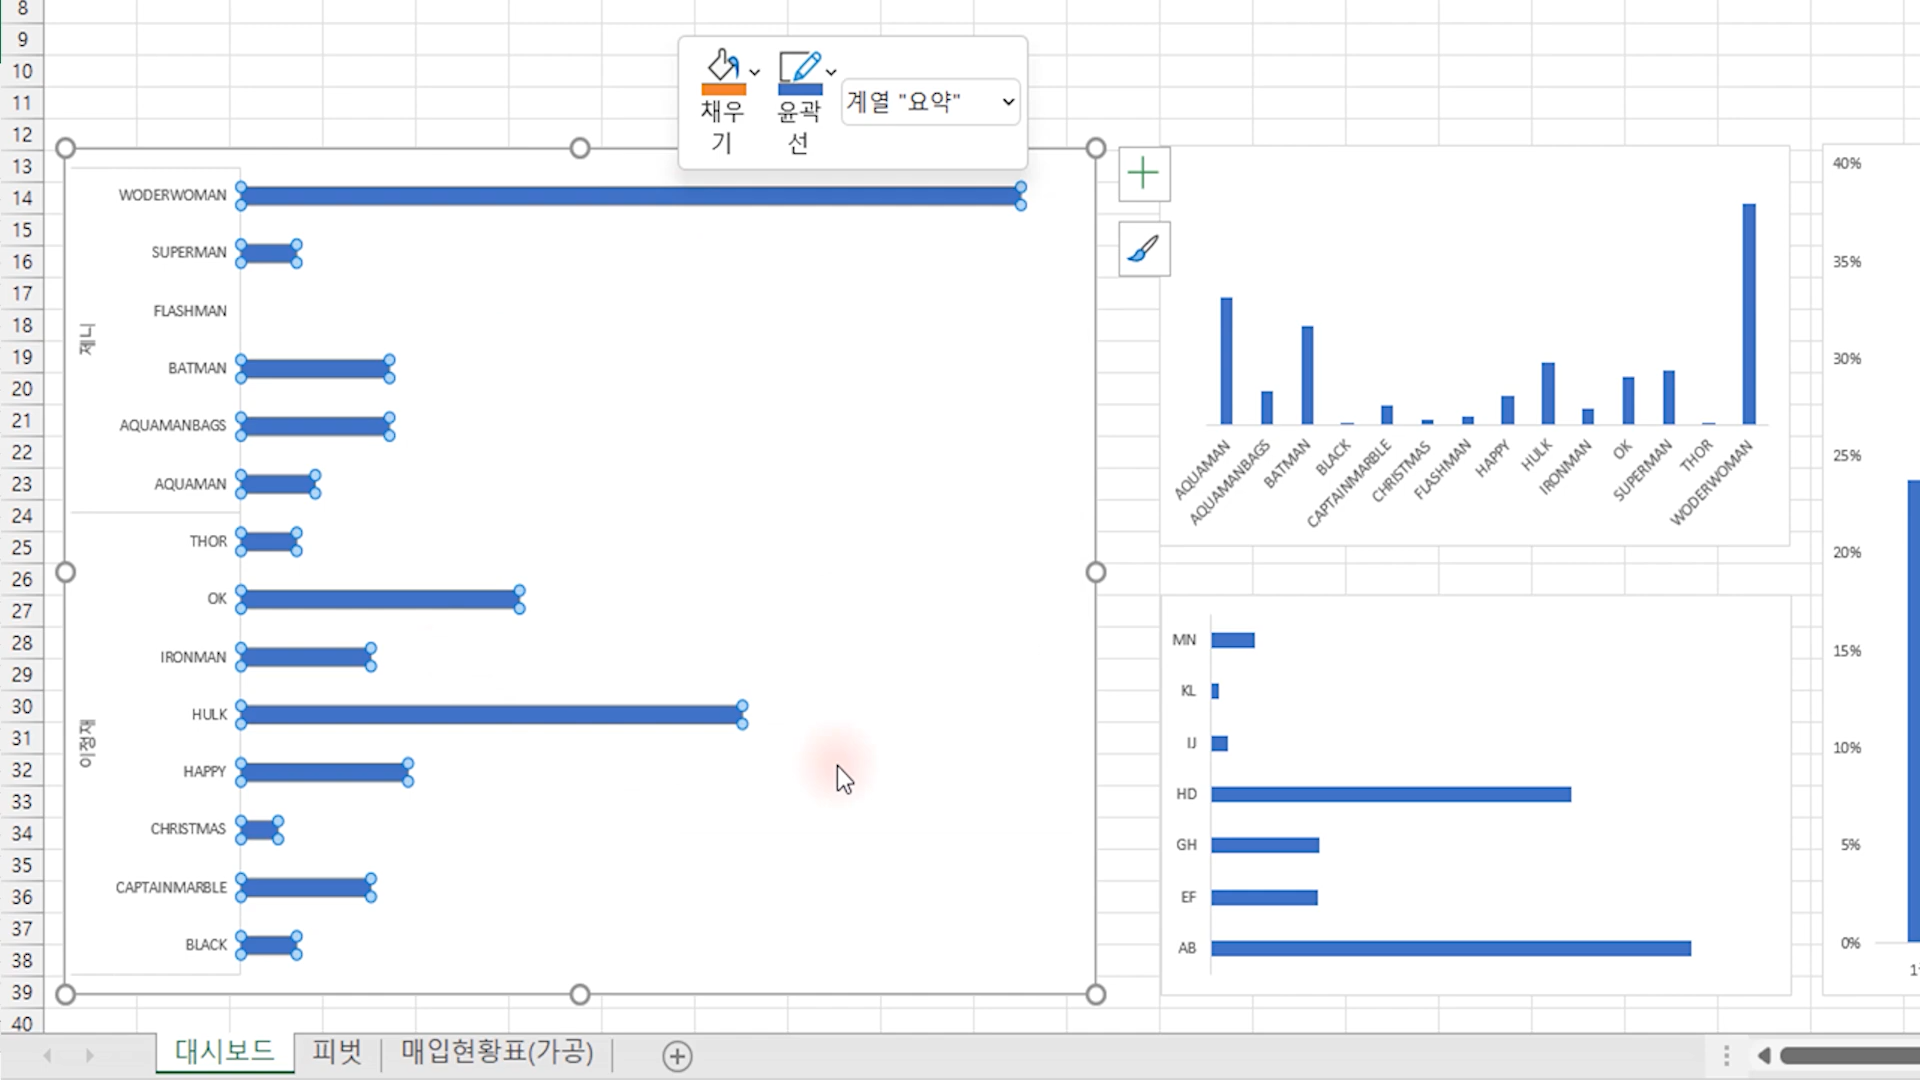 8
9
10
11
12
13
14
15
16
17
18
19
20
21
22
23
24
25
26
27
28
29
30
31
32
33
34
35
36
37
38
39
40
채우
기
윤곽
선
계열 "요약"
제니
WODERWOMAN
SUPERMAN
FLASHMAN
BATMAN
AQUAMANBAGS
AQUAMAN
이정재
THOR
OK
IRONMAN
HULK
HAPPY
CHRISTMAS
CAPTAINMARBLE
BLACK
AQUAMAN
AQUAMANBAGS
BATMAN
BLACK
CAPTAINMARBLE
CHRISTMAS
FLASHMAN
HAPPY
HULK
IRONMAN
OK
SUPERMAN
THOR
WODERWOMAN
MN
KL
IJ
HD
GH
EF
AB
40%
35%
30%
25%
20%
15%
10%
5%
0%
대시보드 피벗 매입현황표(가공)